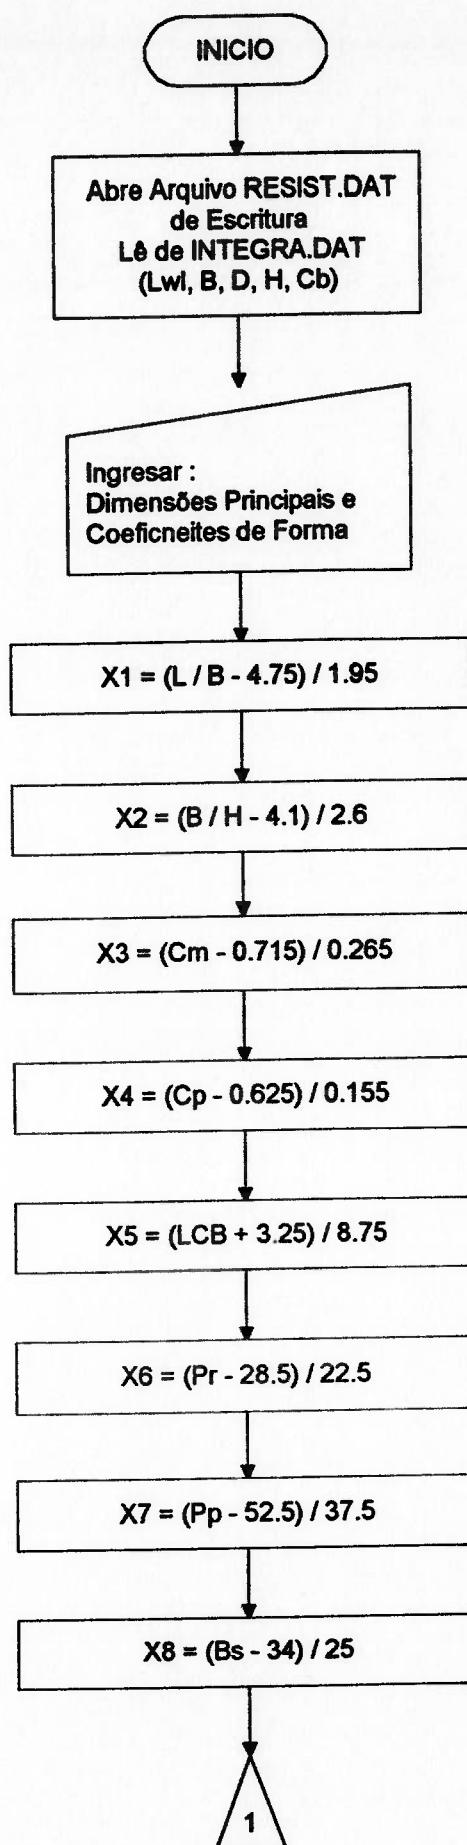 INICIO
Abre Arquivo RESIST.DAT
de Escritura
Lê de INTEGRA.DAT
(Lwl, B, D, H, Cb)
Ingresar :
Dimensões Principais e
Coeficneites de Forma
X1 = (L / B - 4.75) / 1.95
X2 = (B / H - 4.1) / 2.6
X3 = (Cm - 0.715) / 0.265
X4 = (Cp - 0.625) / 0.155
X5 = (LCB + 3.25) / 8.75
X6 = (Pr - 28.5) / 22.5
X7 = (Pp - 52.5) / 37.5
X8 = (Bs - 34) / 25
1